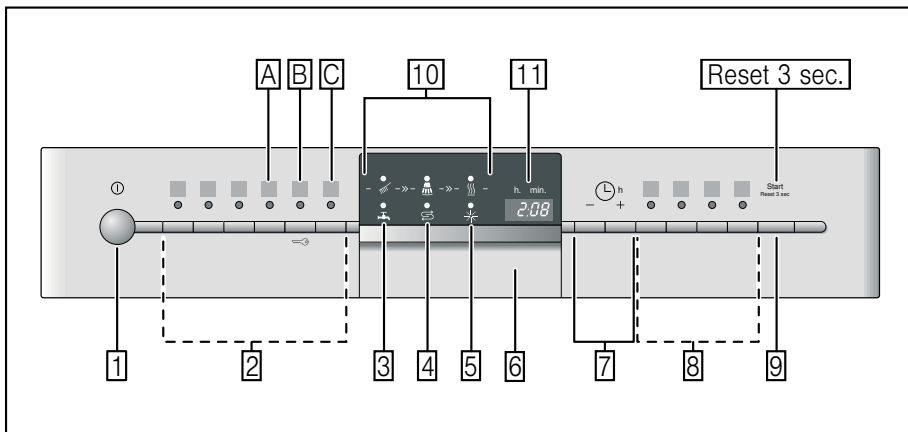 A B C 10 11 Reset 3 sec.
h. min. h Start
Reset 3 sec
- +
2:08
1 2 3 4 5 6 7 8 9